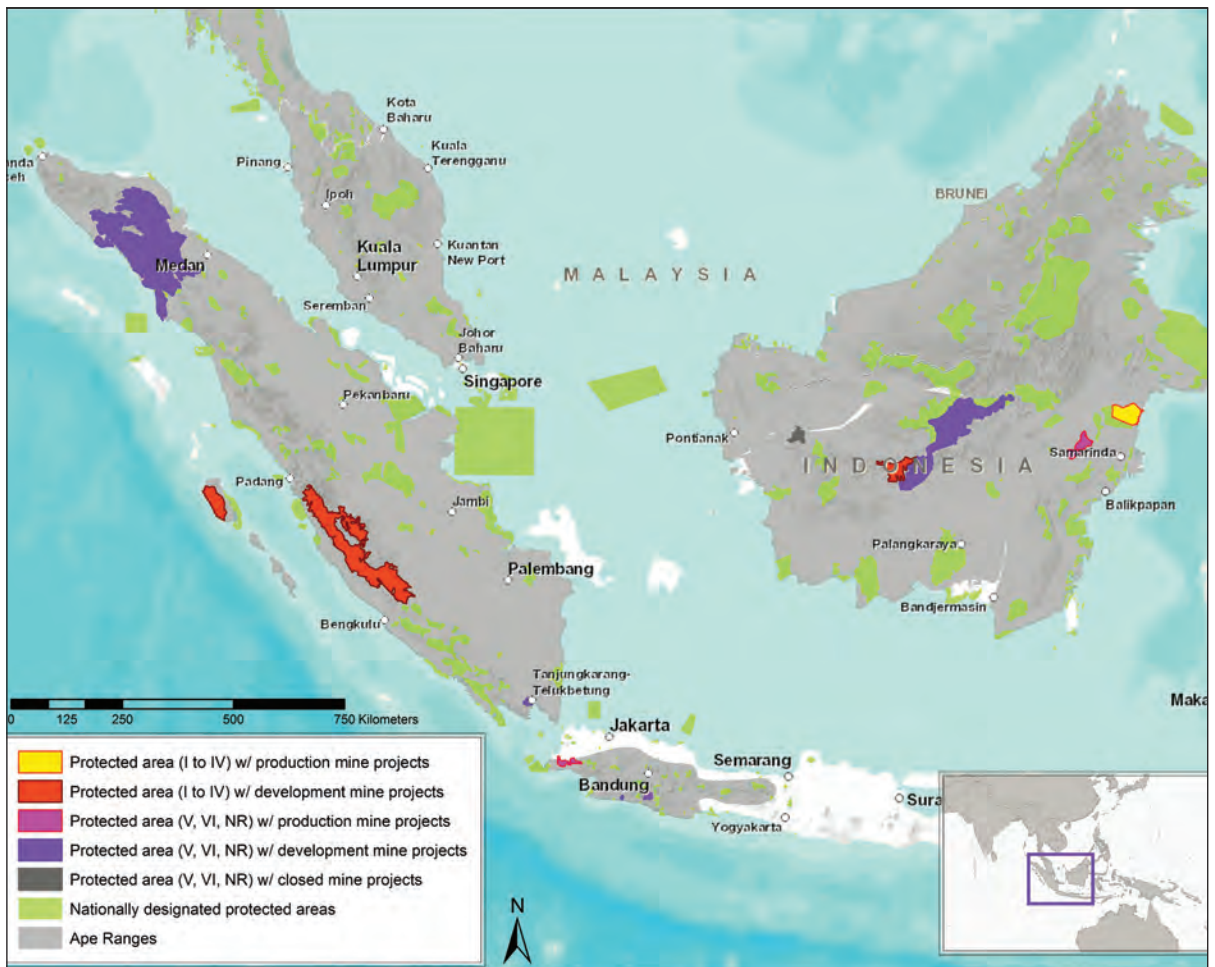 Kota
Baharu
Kuala
Terengganu
Pinang
anda
ceh
Ipoh
BRUNEI
Kuantan
New Port
Kuala
Lumpur
Medan
MALAYSIA
Seremban
Johor
Baharu
Singapore
Pekanbaru
Pontianak
INDONESIA
Samarinda
Padang
Balikpapan
Jambi
Palangkaraya
Palembang
Bandjermasin
Bengkulu
Tanjungkarang-
Telukbetung
Maka
0 125 250 500 750 Kilometers
Jakarta
Semarang
Bandung
Sura
Yogyakarta
Protected area (I to IV) w/ production mine projects
Protected area (I to IV) w/ development mine projects
Protected area (V, VI, NR) w/ production mine projects
Protected area (V, VI, NR) w/ development mine projects
Protected area (V, VI, NR) w/ closed mine projects
Nationally designated protected areas
Ape Ranges
N